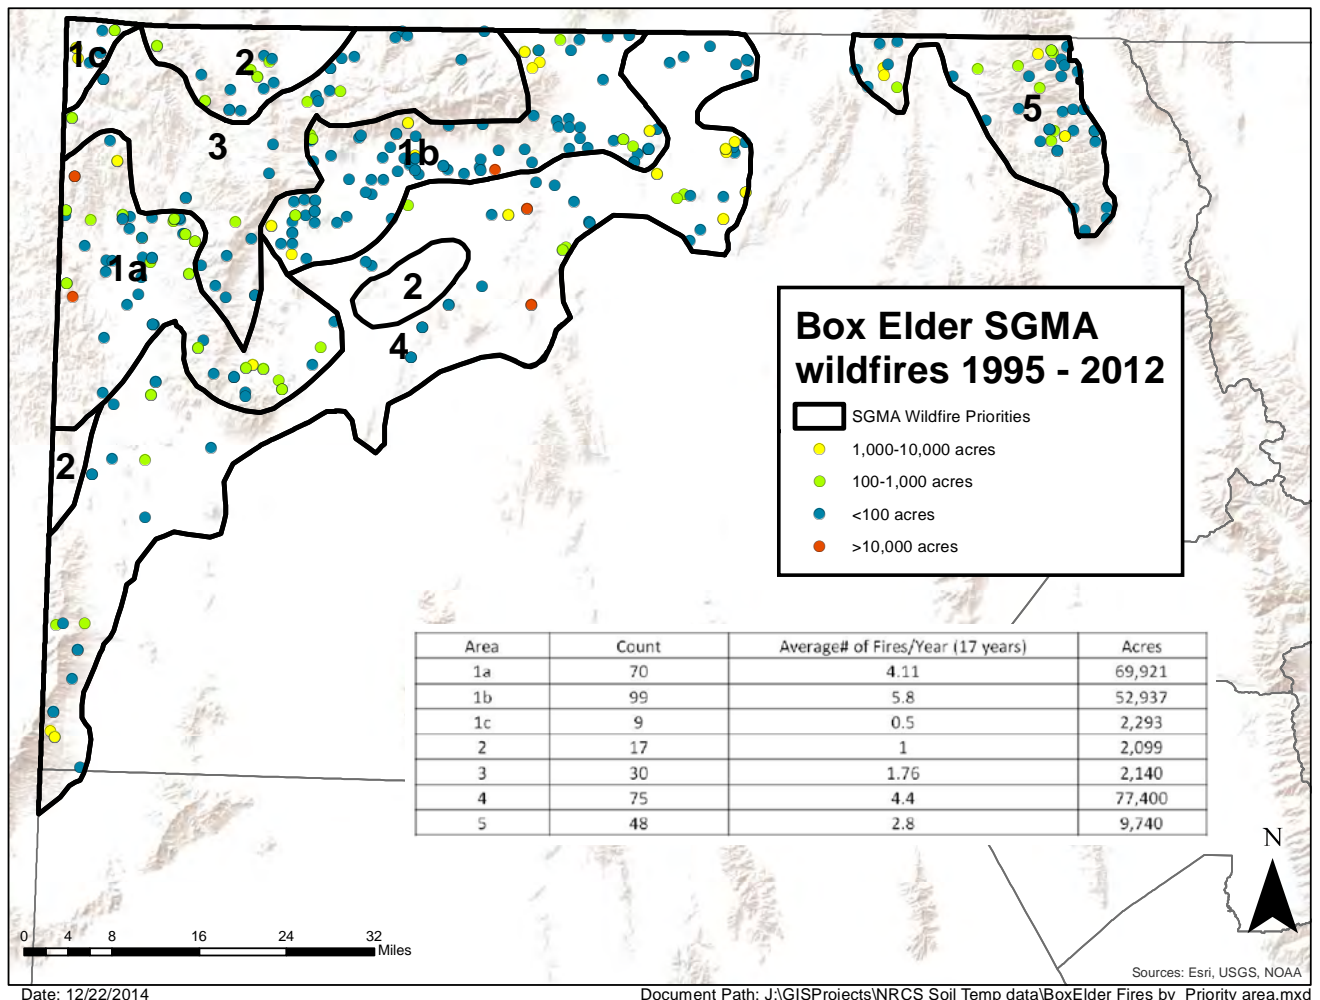 1c
2
3
1b
5
1a
2
4
2
Box Elder SGMA
wildfires 1995 - 2012
SGMA Wildfire Priorities
1,000-10,000 acres
100-1,000 acres
<100 acres
>10,000 acres
Area Count Average# of Fires/Year (17 years) Acres
1a 70 4.11 69,921
1b 99 5.8 52,937
1c 9 0.5 2,293
2 17 1 2,099
3 30 1.76 2,140
4 75 4.4 77,400
5 48 2.8 9,740
N
0 4 8 16 24 32
Miles
Sources: Esri, USGS, NOAA
Date: 12/22/2014 Document Path: J:\GISProjects\NRCS Soil Temp data\BoxElder Fires by Priority area.mxd